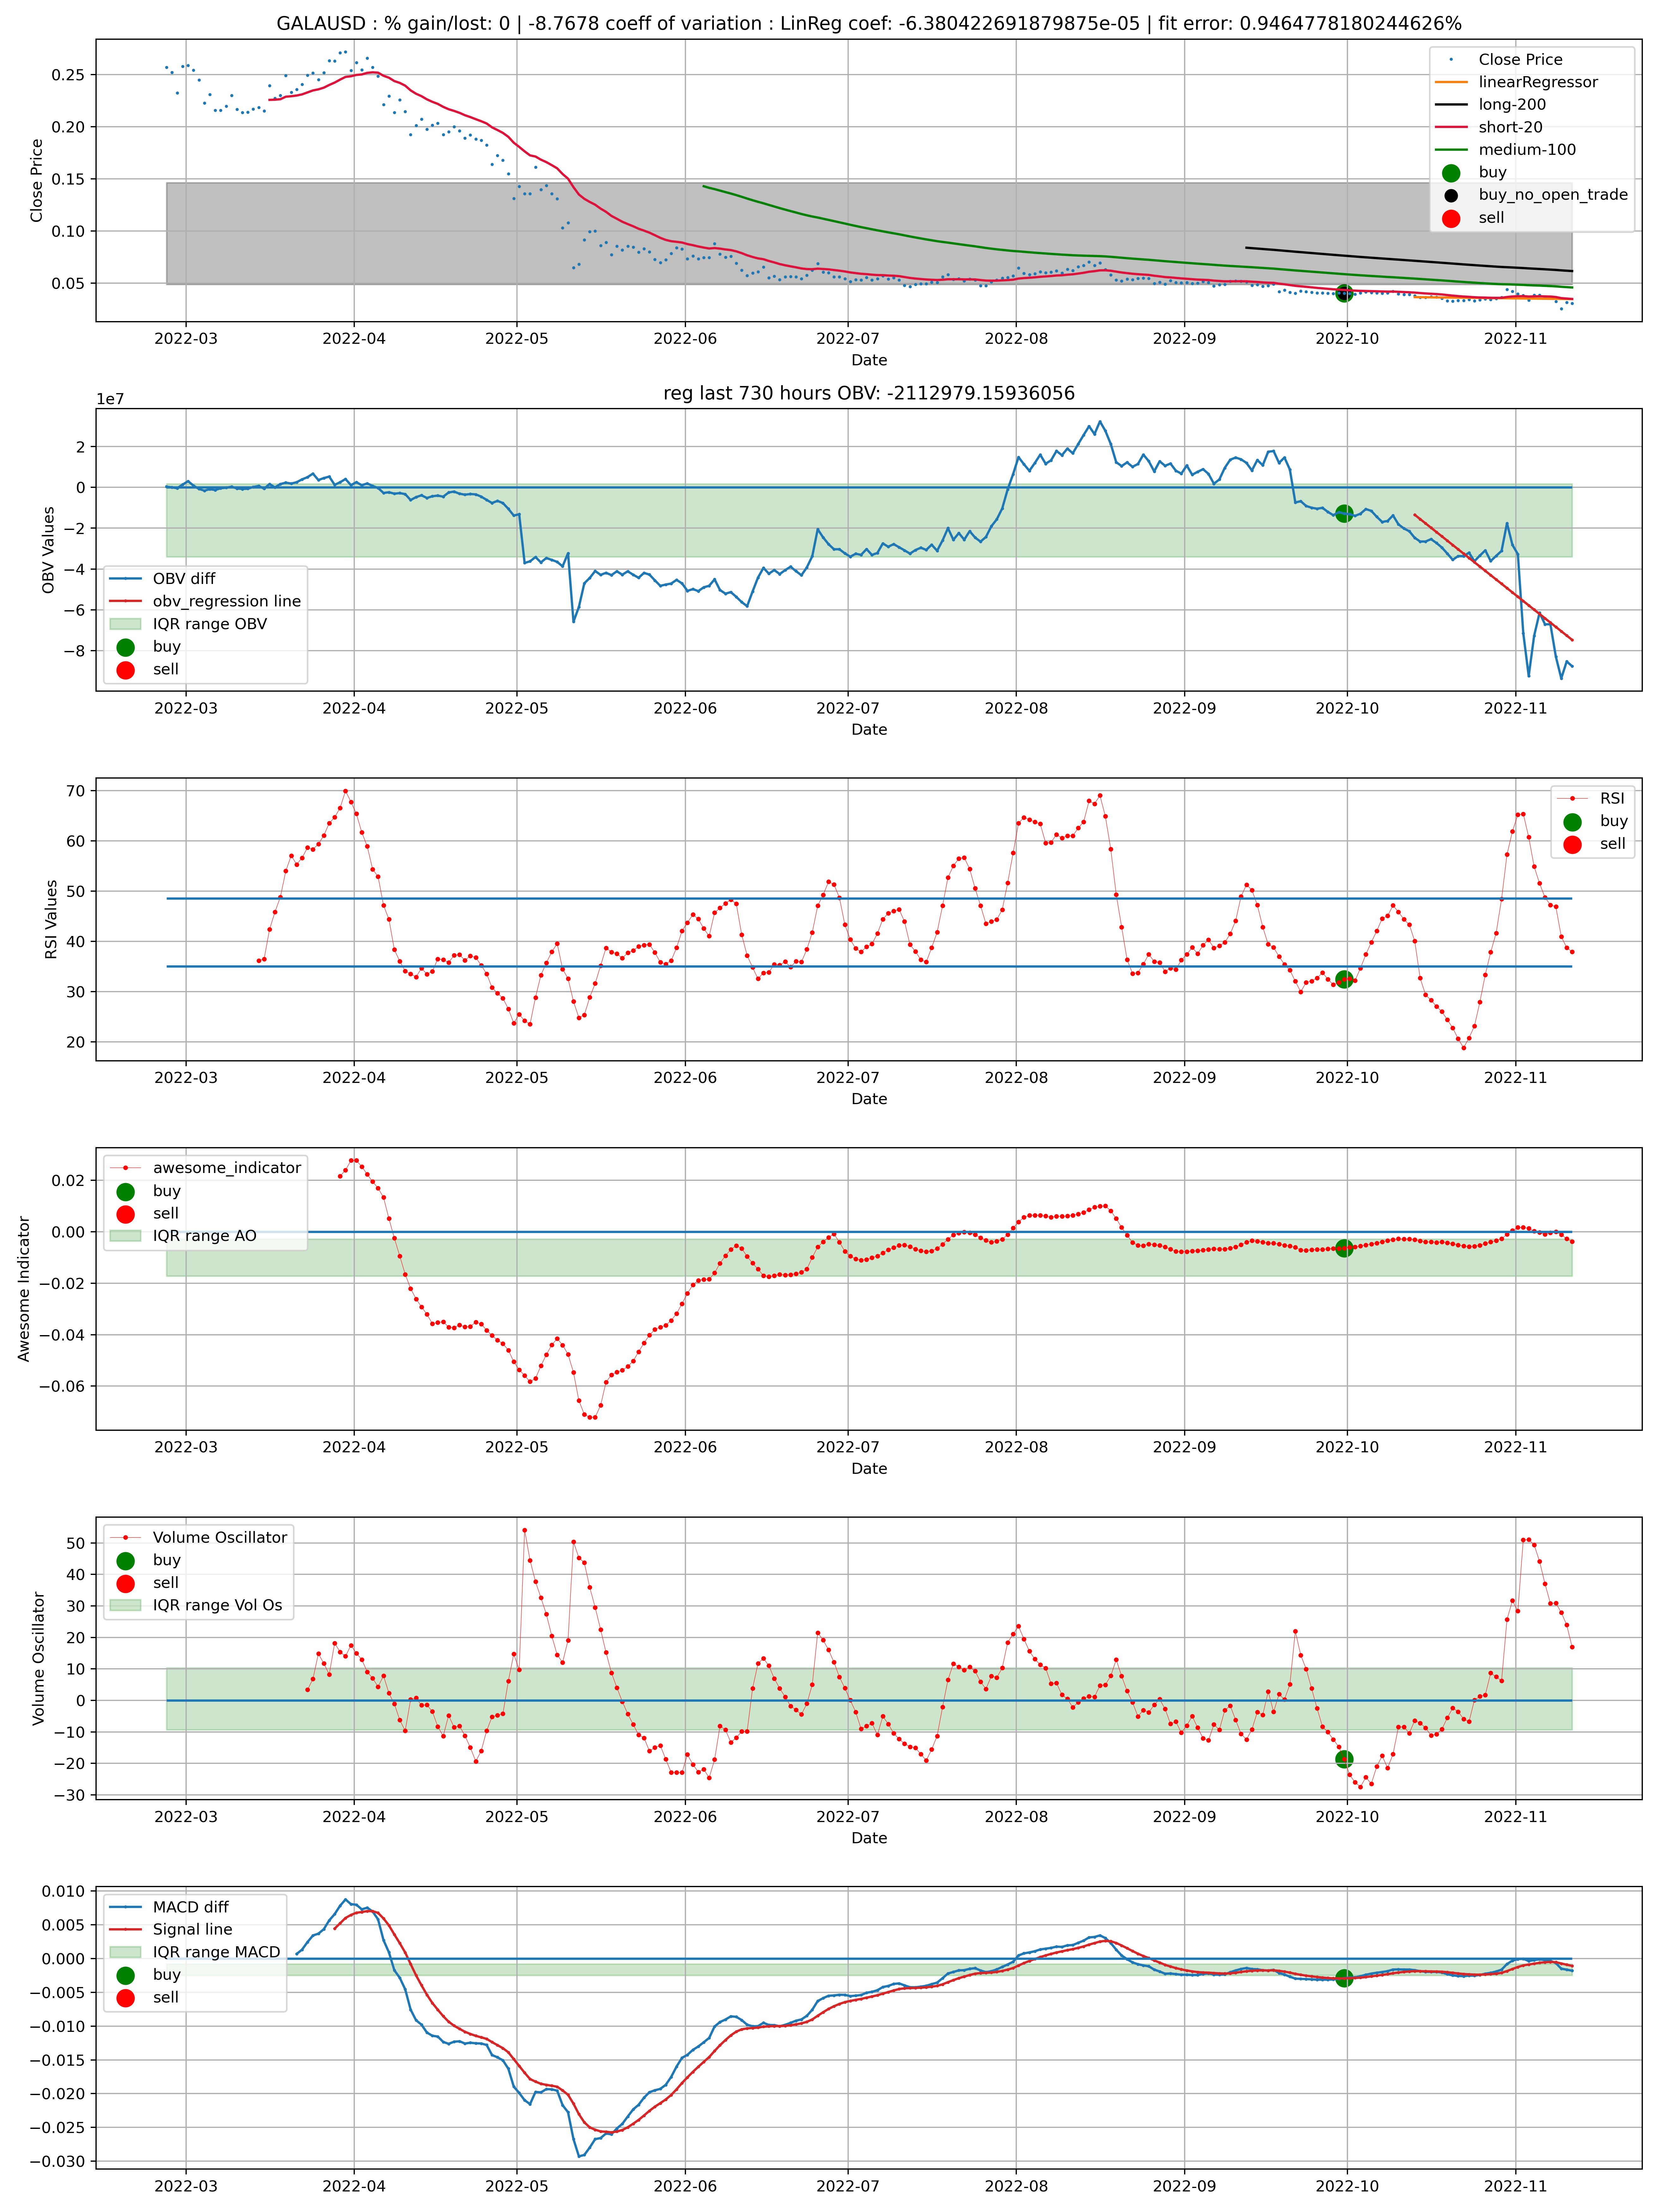 GALAUSD : % gain/lost: 0 | -8.7678 coeff of variation : LinReg coef: -6.380422691879875e-05 | fit error: 0.9464778180244626%
Close Price
0.25
0.20
0.15
0.10
0.05
Close Price
linearRegressor
long-200
short-20
medium-100
buy
buy_no_open_trade
sell
2022-03 2022-04 2022-05 2022-06 2022-07 2022-08 2022-09 2022-10 2022-11
Date
reg last 730 hours OBV: -2112979.15936056
1e7
OBV Values
2
0
−2
−4
−6
−8
OBV diff
obv_regression line
IQR range OBV
buy
sell
2022-03 2022-04 2022-05 2022-06 2022-07 2022-08 2022-09 2022-10 2022-11
Date
RSI Values
70
60
50
40
30
20
RSI
buy
sell
2022-03 2022-04 2022-05 2022-06 2022-07 2022-08 2022-09 2022-10 2022-11
Date
Awesome Indicator
0.02
0.00
−0.02
−0.04
−0.06
awesome_indicator
buy
sell
IQR range AO
2022-03 2022-04 2022-05 2022-06 2022-07 2022-08 2022-09 2022-10 2022-11
Date
Volume Oscillator
50
40
30
20
10
0
−10
−20
−30
Volume Oscillator
buy
sell
IQR range Vol Os
2022-03 2022-04 2022-05 2022-06 2022-07 2022-08 2022-09 2022-10 2022-11
Date
0.010
0.005
0.000
−0.005
−0.010
−0.015
−0.020
−0.025
−0.030
MACD diff
Signal line
IQR range MACD
buy
sell
2022-03 2022-04 2022-05 2022-06 2022-07 2022-08 2022-09 2022-10 2022-11